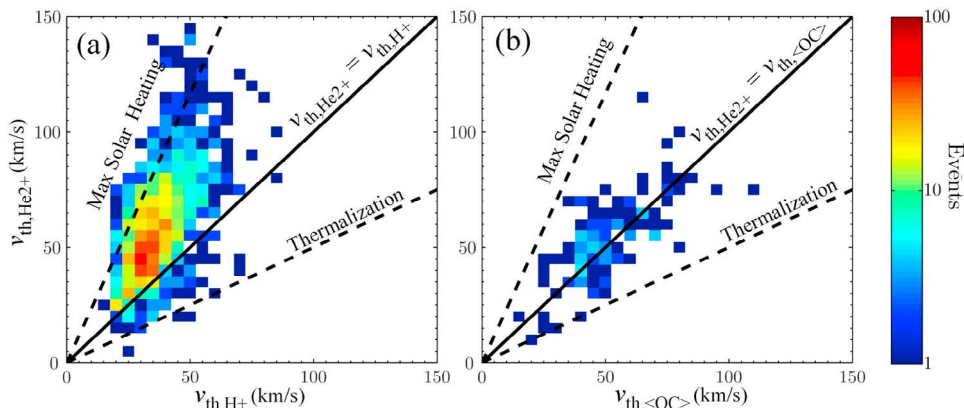 (a)
Max Solar Heating
v_th,He2+ = v_th,H+
Thermalization
v_th,He2+ (km/s)
150
100
50
0
0 50 100 150
v_th,H+ (km/s)
(b)
Max Solar Heating
v_th,He2+ = v_th,<OC>
Thermalization
150
100
50
0
0 50 100 150
v_th,<OC> (km/s)
100
10
1
Events